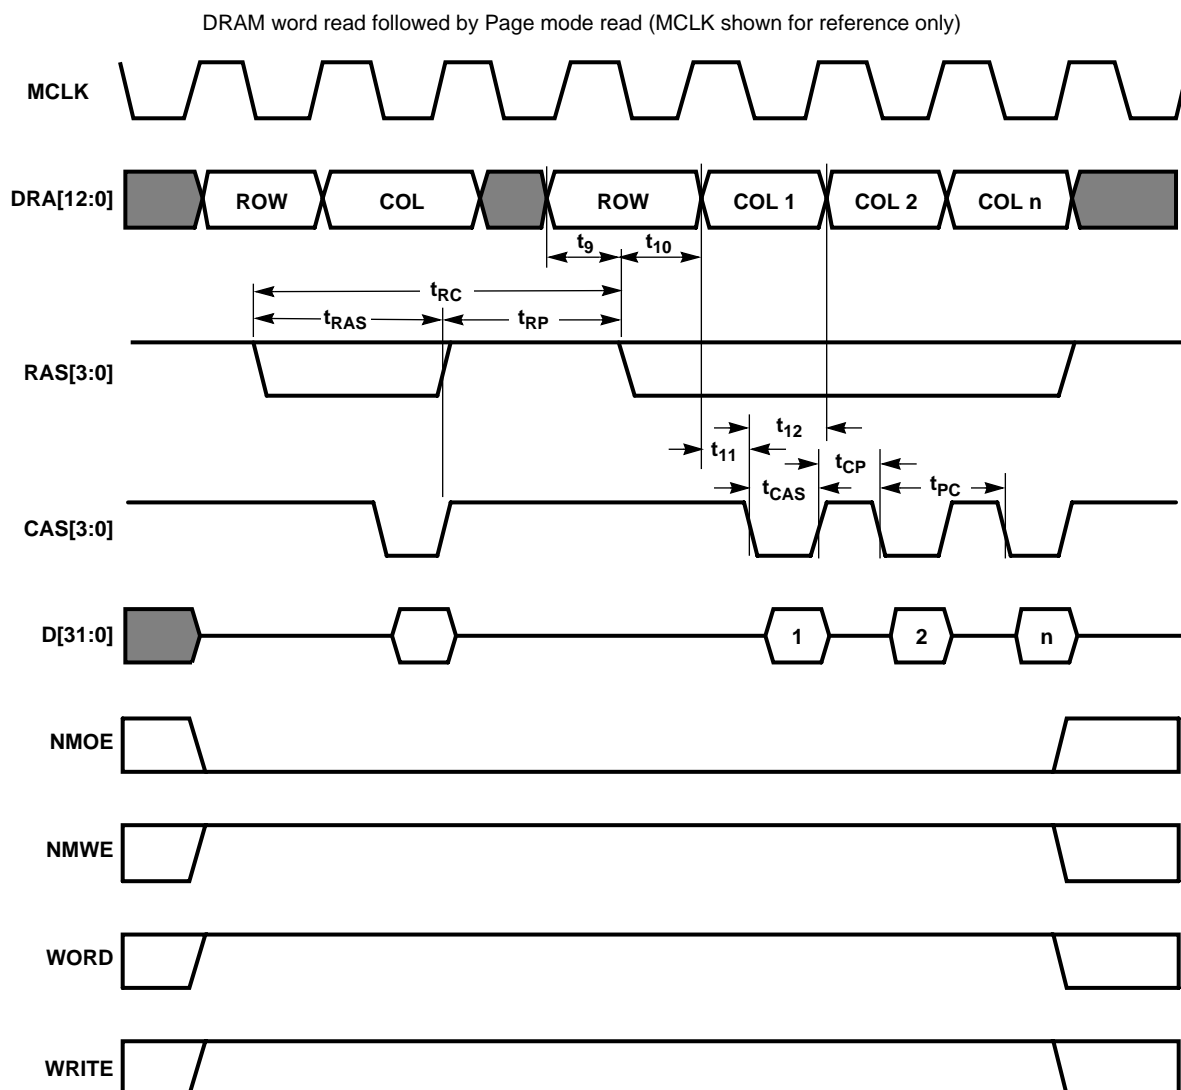 DRAM word read followed by Page mode read (MCLK shown for reference only)
MCLK
DRA[12:0]
ROW
COL
ROW
COL 1
COL 2
COL n
t9
t10
tRC
tRAS
tRP
RAS[3:0]
t12
t11
tCP
tCAS
tPC
CAS[3:0]
D[31:0]
1
2
n
NMOE
NMWE
WORD
WRITE